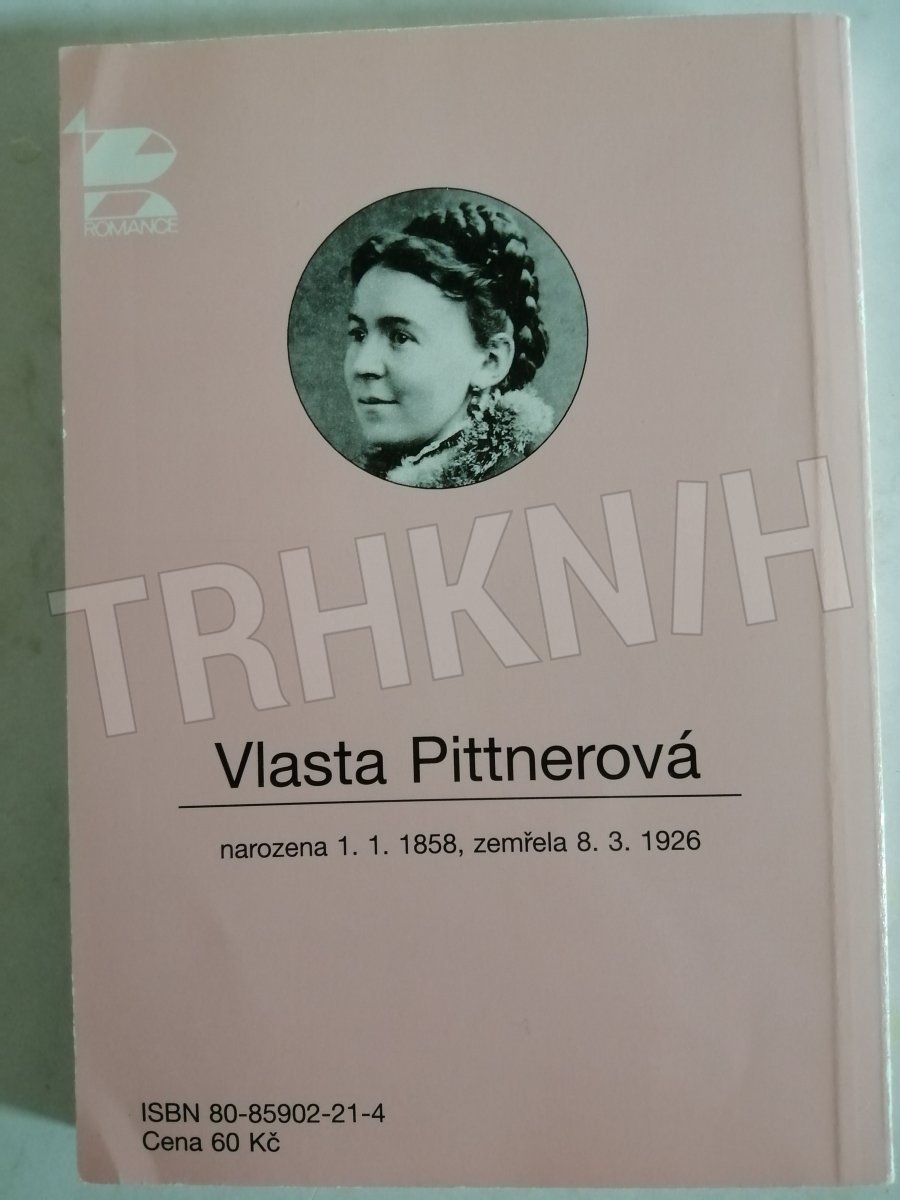 ROMANCE
TRHKNIH
Vlasta Pittnerová
narozena 1. 1. 1858, zemřela 8. 3. 1926
ISBN 80-85902-21-4
Cena 60 Kč